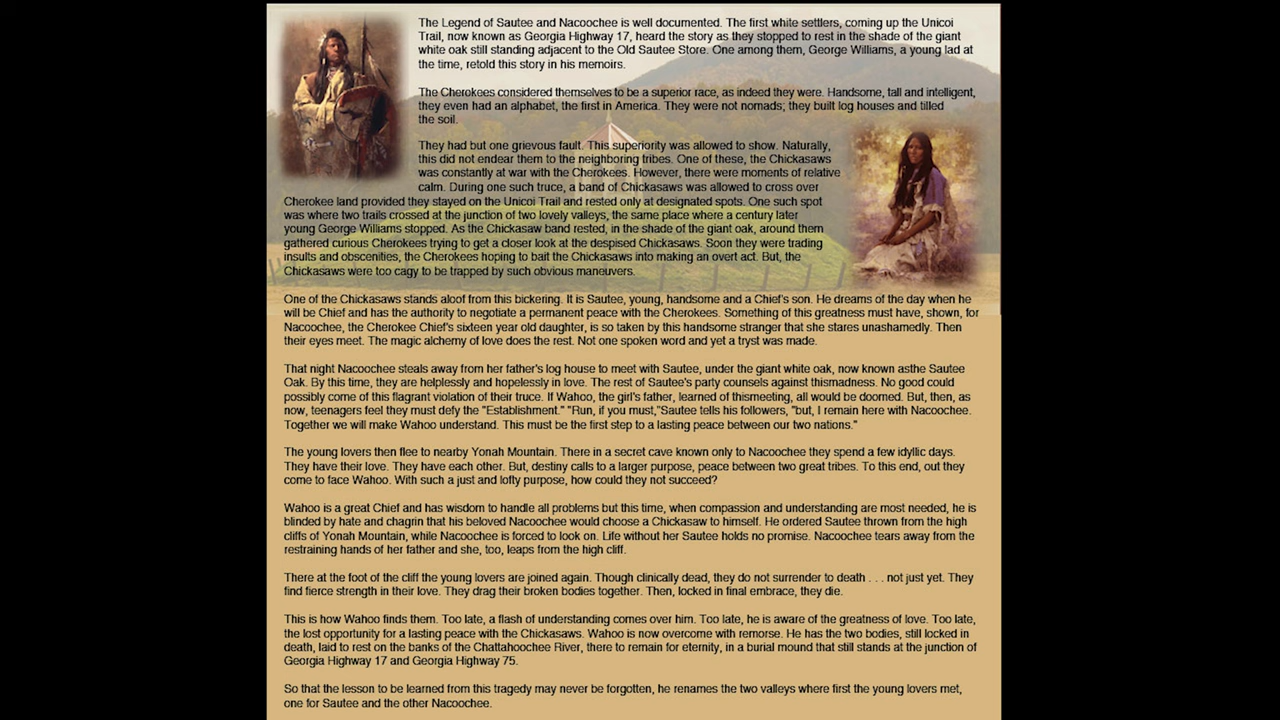 The Legend of Sautee and Nacoochee is well documented. The first white settlers, coming up the Unicoi
Trail, now known as Georgia Highway 17, heard the story as they stopped to rest in the shade of the giant
white oak still standing adjacent to the Old Sautee Store. One among them, George Williams, a young lad at
the time, retold this story in his memoirs.
The Cherokees considered themselves to be a superior race, as indeed they were. Handsome, tall and intelligent,
they even had an alphabet, the first in America. They were not nomads; they built log houses and tilled
the soil.
They had but one grievous fault. This superiority was allowed to show. Naturally,
this did not endear them to the neighboring tribes. One of these, the Chickasaws
was constantly at war with the Cherokees. However, there were moments of relative
calm. During one such truce, a band of Chickasaws was allowed to cross over
Cherokee land provided they stayed on the Unicoi Trail and rested only at designated spots. One such spot
was where two trails crossed at the junction of two lovely valleys, the same place where a century later
young George Williams stopped. As the Chickasaw band rested, in the shade of the giant oak, around them
gathered curious Cherokees trying to get a closer look at the despised Chickasaws. Soon they were trading
insults and obscenities, the Cherokees hoping to bait the Chickasaws into making an overt act. But, the
Chickasaws were too cagy to be trapped by such obvious maneuvers.
One of the Chickasaws stands aloof from this bickering. It is Sautee, young, handsome and a Chief's son. He dreams of the day when he
will be Chief and has the authority to negotiate a permanent peace with the Cherokees. Something of this greatness must have, shown, for
Nacoochee, the Cherokee Chief's sixteen year old daughter, is so taken by this handsome stranger that she stares unashamedly. Then
their eyes meet. The magic alchemy of love does the rest. Not one spoken word and yet a tryst was made.
That night Nacoochee steals away from her father's log house to meet with Sautee, under the giant white oak, now known asthe Sautee
Oak. By this time, they are helplessly and hopelessly in love. The rest of Sautee's party counsels against thismadness. No good could
possibly come of this flagrant violation of their truce. If Wahoo, the girl's father, learned of thismeeting, all would be doomed. But, then, as
now, teenagers feel they must defy the "Establishment." "Run, if you must,"Sautee tells his followers, "but, I remain here with Nacoochee.
Together we will make Wahoo understand. This must be the first step to a lasting peace between our two nations."
The young lovers then flee to nearby Yonah Mountain. There in a secret cave known only to Nacoochee they spend a few idyllic days.
They have their love. They have each other. But, destiny calls to a larger purpose, peace between two great tribes. To this end, out they
come to face Wahoo. With such a just and lofty purpose, how could they not succeed?
Wahoo is a great Chief and has wisdom to handle all problems but this time, when compassion and understanding are most needed, he is
blinded by hate and chagrin that his beloved Nacoochee would choose a Chickasaw to himself. He ordered Sautee thrown from the high
cliffs of Yonah Mountain, while Nacoochee is forced to look on. Life without her Sautee holds no promise. Nacoochee tears away from the
restraining hands of her father and she, too, leaps from the high cliff.
There at the foot of the cliff the young lovers are joined again. Though clinically dead, they do not surrender to death . . . not just yet. They
find fierce strength in their love. They drag their broken bodies together. Then, locked in final embrace, they die.
This is how Wahoo finds them. Too late, a flash of understanding comes over him. Too late, he is aware of the greatness of love. Too late,
the lost opportunity for a lasting peace with the Chickasaws. Wahoo is now overcome with remorse. He has the two bodies, still locked in
death, laid to rest on the banks of the Chattahoochee River, there to remain for eternity, in a burial mound that still stands at the junction of
Georgia Highway 17 and Georgia Highway 75.
So that the lesson to be learned from this tragedy may never be forgotten, he renames the two valleys where first the young lovers met,
one for Sautee and the other Nacoochee.